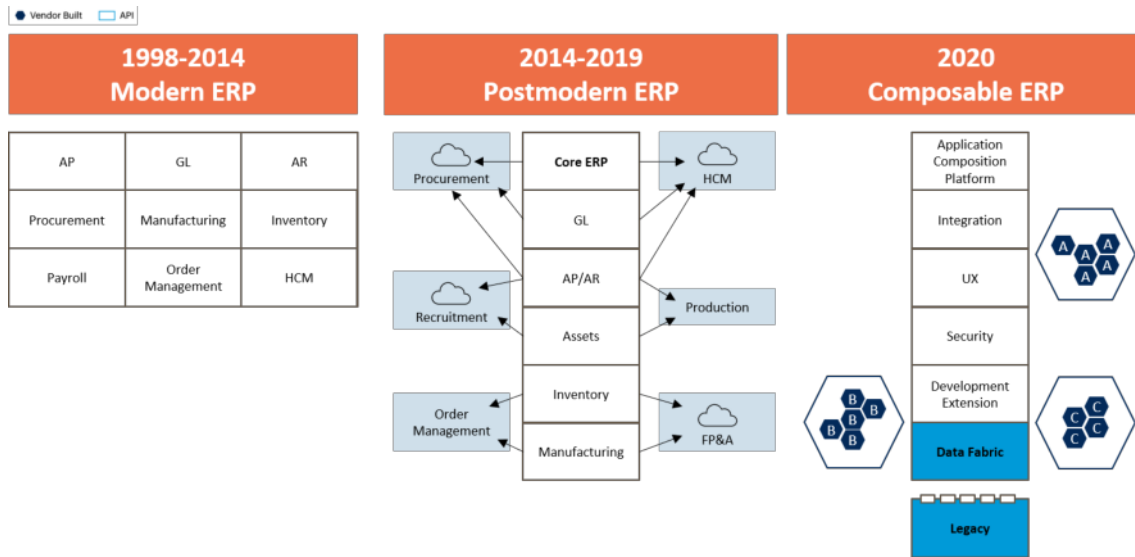 Vendor Built
API
1998-2014
Modern ERP
AP
GL
AR
Procurement
Manufacturing
Inventory
Payroll
Order
Management
HCM
2014-2019
Postmodern ERP
Procurement
Core ERP
HCM
GL
Recruitment
AP/AR
Production
Assets
Order
Management
Inventory
FP&A
Manufacturing
2020
Composable ERP
Application
Composition
Platform
Integration
A
A
A
A
A
UX
Security
Development
Extension
B
B
B
B
B
C
C
C
C
Data Fabric
Legacy